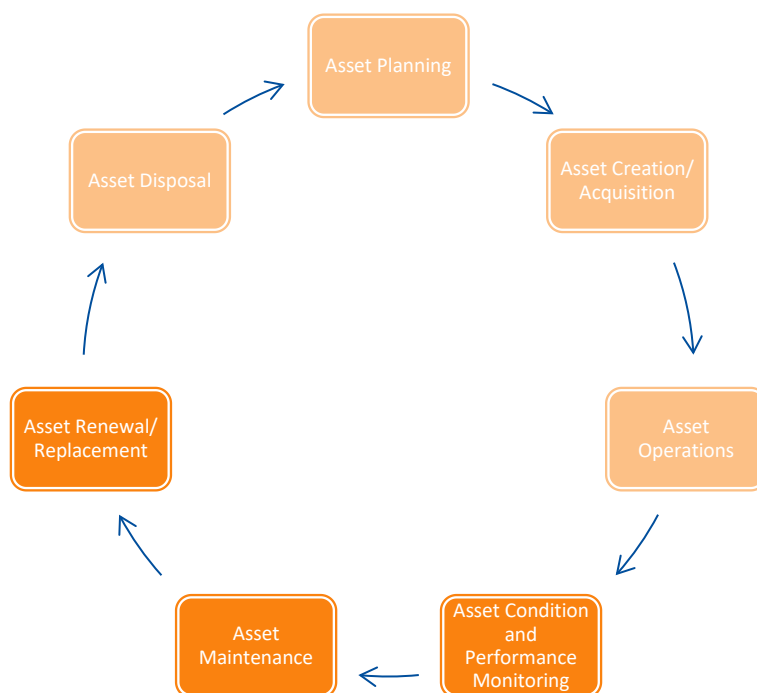 Asset Planning
Asset Creation/
Acquisition
Asset
Operations
Asset Condition
and
Performance
Monitoring
Asset
Maintenance
Asset Renewal/
Replacement
Asset Disposal